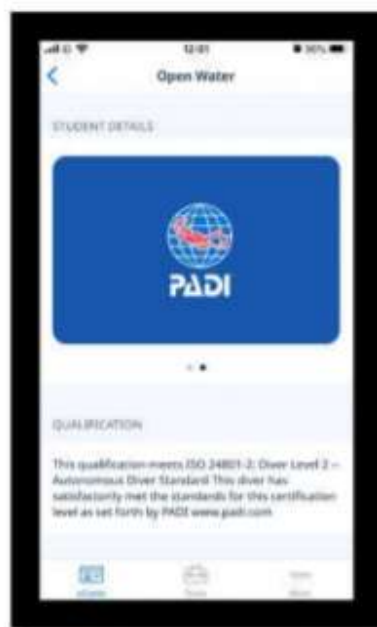 12:01
Open Water
STUDENT DETAILS
PADI
QUALIFICATION
This qualification meets ISO 24801-2: Diver Level 2 –
Autonomous Diver Standard This diver has
satisfactorily met the standards for this certification
level as set forth by PADI www.padi.com